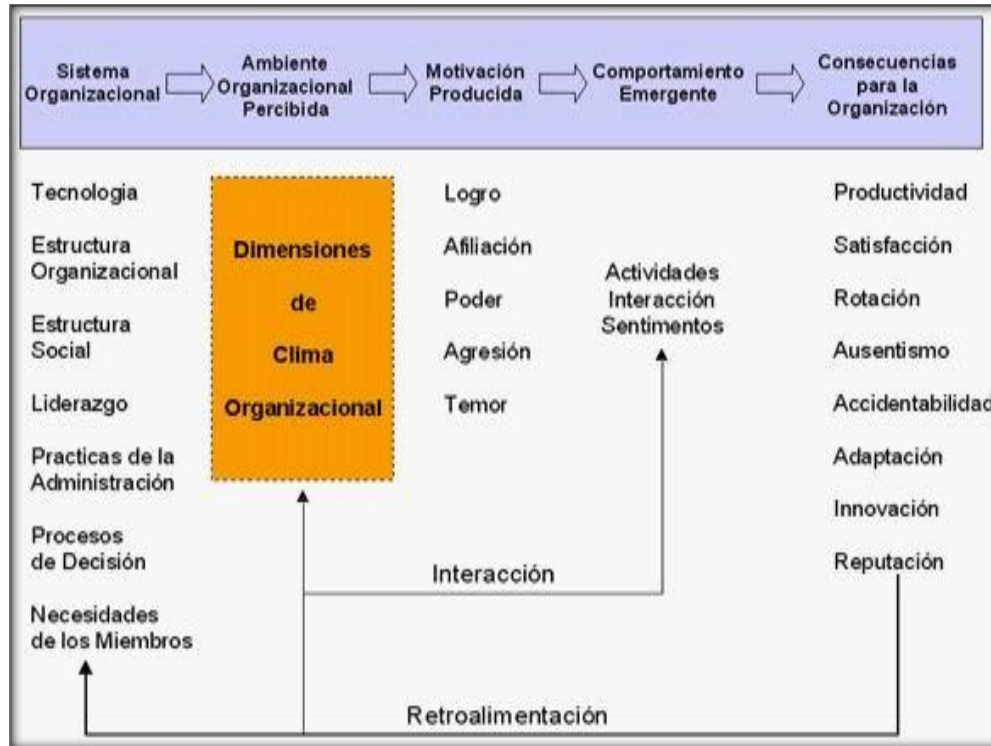 Sistema
Organizacional
Ambiente
Organizacional
Percibida
Motivación
Producida
Comportamiento
Emergente
Consecuencias
para la
Organización
Tecnologia
Estructura
Organizacional
Estructura
Social
Liderazgo
Practicas de la
Administración
Procesos
de Decisión
Necesidades
de los Miembros
Dimensiones
de
Clima
Organizacional
Logro
Afiliación
Poder
Agresión
Temor
Actividades
Interacción
Sentimentos
Productividad
Satisfacción
Rotación
Ausentismo
Accidentabilidad
Adaptación
Innovación
Reputación
Interacción
Retroalimentación